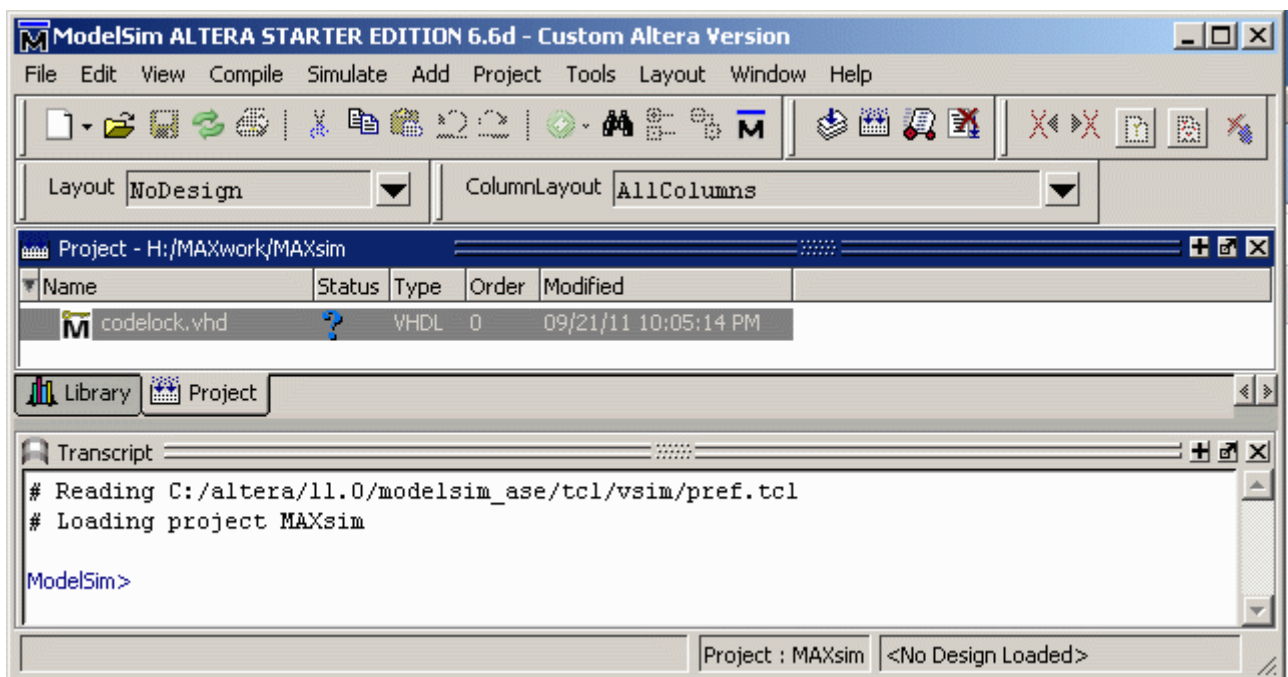 ModelSim ALTERA STARTER EDITION 6.6d - Custom Altera Version
File Edit View Compile Simulate Add Project Tools Layout Window Help
Layout NoDesign ColumnLayout AllColumns
Project - H:/MAXwork/MAXsim
Name Status Type Order Modified
codelock.vhd ? VHDL 0 09/21/11 10:05:14 PM
Library Project
Transcript
# Reading C:/altera/11.0/modelsim_ase/tcl/vsim/pref.tcl
# Loading project MAXsim
ModelSim>
Project : MAXsim <No Design Loaded>